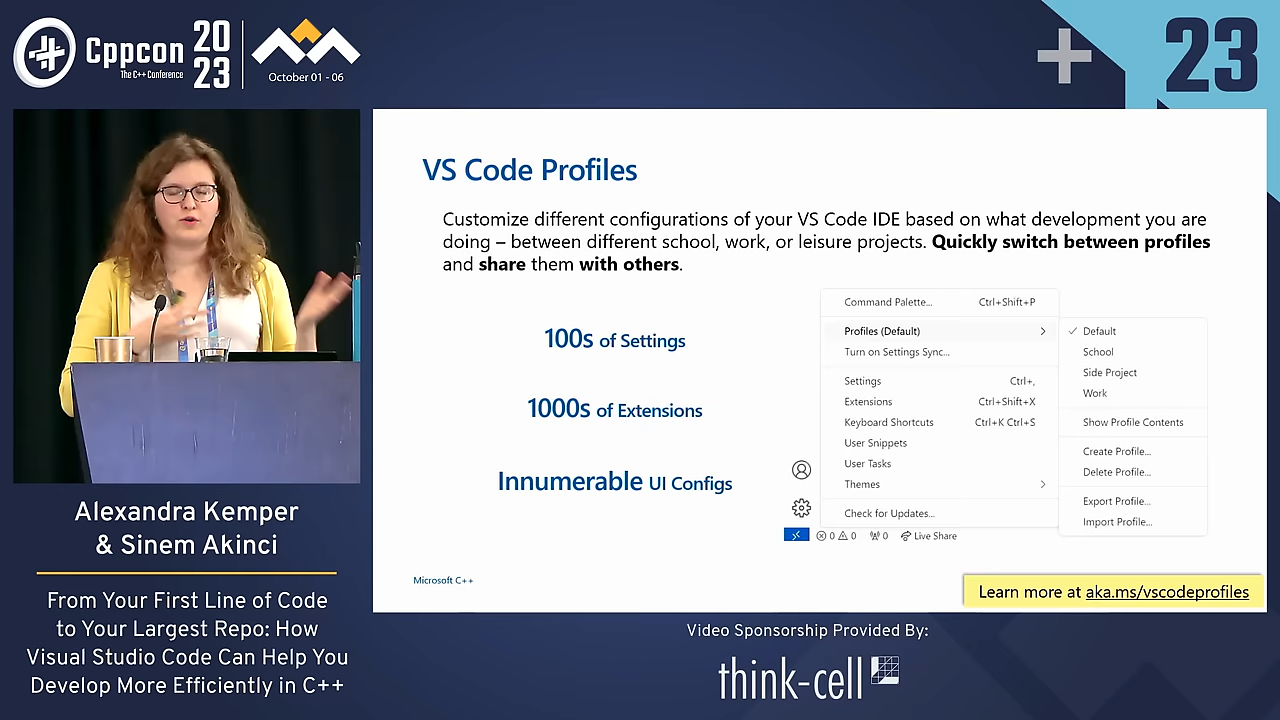 Cppcon
The C++ Conference
20
23
October 01 - 06
23
VS Code Profiles
Customize different configurations of your VS Code IDE based on what development you are
doing – between different school, work, or leisure projects. Quickly switch between profiles
and share them with others.
100s of Settings
1000s of Extensions
Innumerable UI Configs
Command Palette... Ctrl+Shift+P
Profiles (Default)
Turn on Settings Sync...
Settings Ctrl+,
Extensions Ctrl+Shift+X
Keyboard Shortcuts Ctrl+K Ctrl+S
User Snippets
User Tasks
Themes
Check for Updates...
Default
School
Side Project
Work
Show Profile Contents
Create Profile...
Delete Profile...
Export Profile...
Import Profile...
0 0 0 Live Share
Microsoft C++
Learn more at aka.ms/vscodeprofiles
Alexandra Kemper
& Sinem Akinci
From Your First Line of Code
to Your Largest Repo: How
Visual Studio Code Can Help You
Develop More Efficiently in C++
Video Sponsorship Provided By:
think-cell